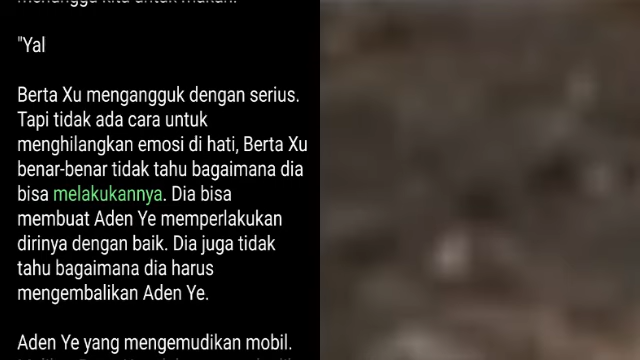 "Yal
Berta Xu mengangguk dengan serius.
Tapi tidak ada cara untuk
menghilangkan emosi di hati, Berta Xu
benar-benar tidak tahu bagaimana dia
bisa melakukannya. Dia bisa
membuat Aden Ye memperlakukan
dirinya dengan baik. Dia juga tidak
tahu bagaimana dia harus
mengembalikan Aden Ye.
Aden Ye yang mengemudikan mobil.